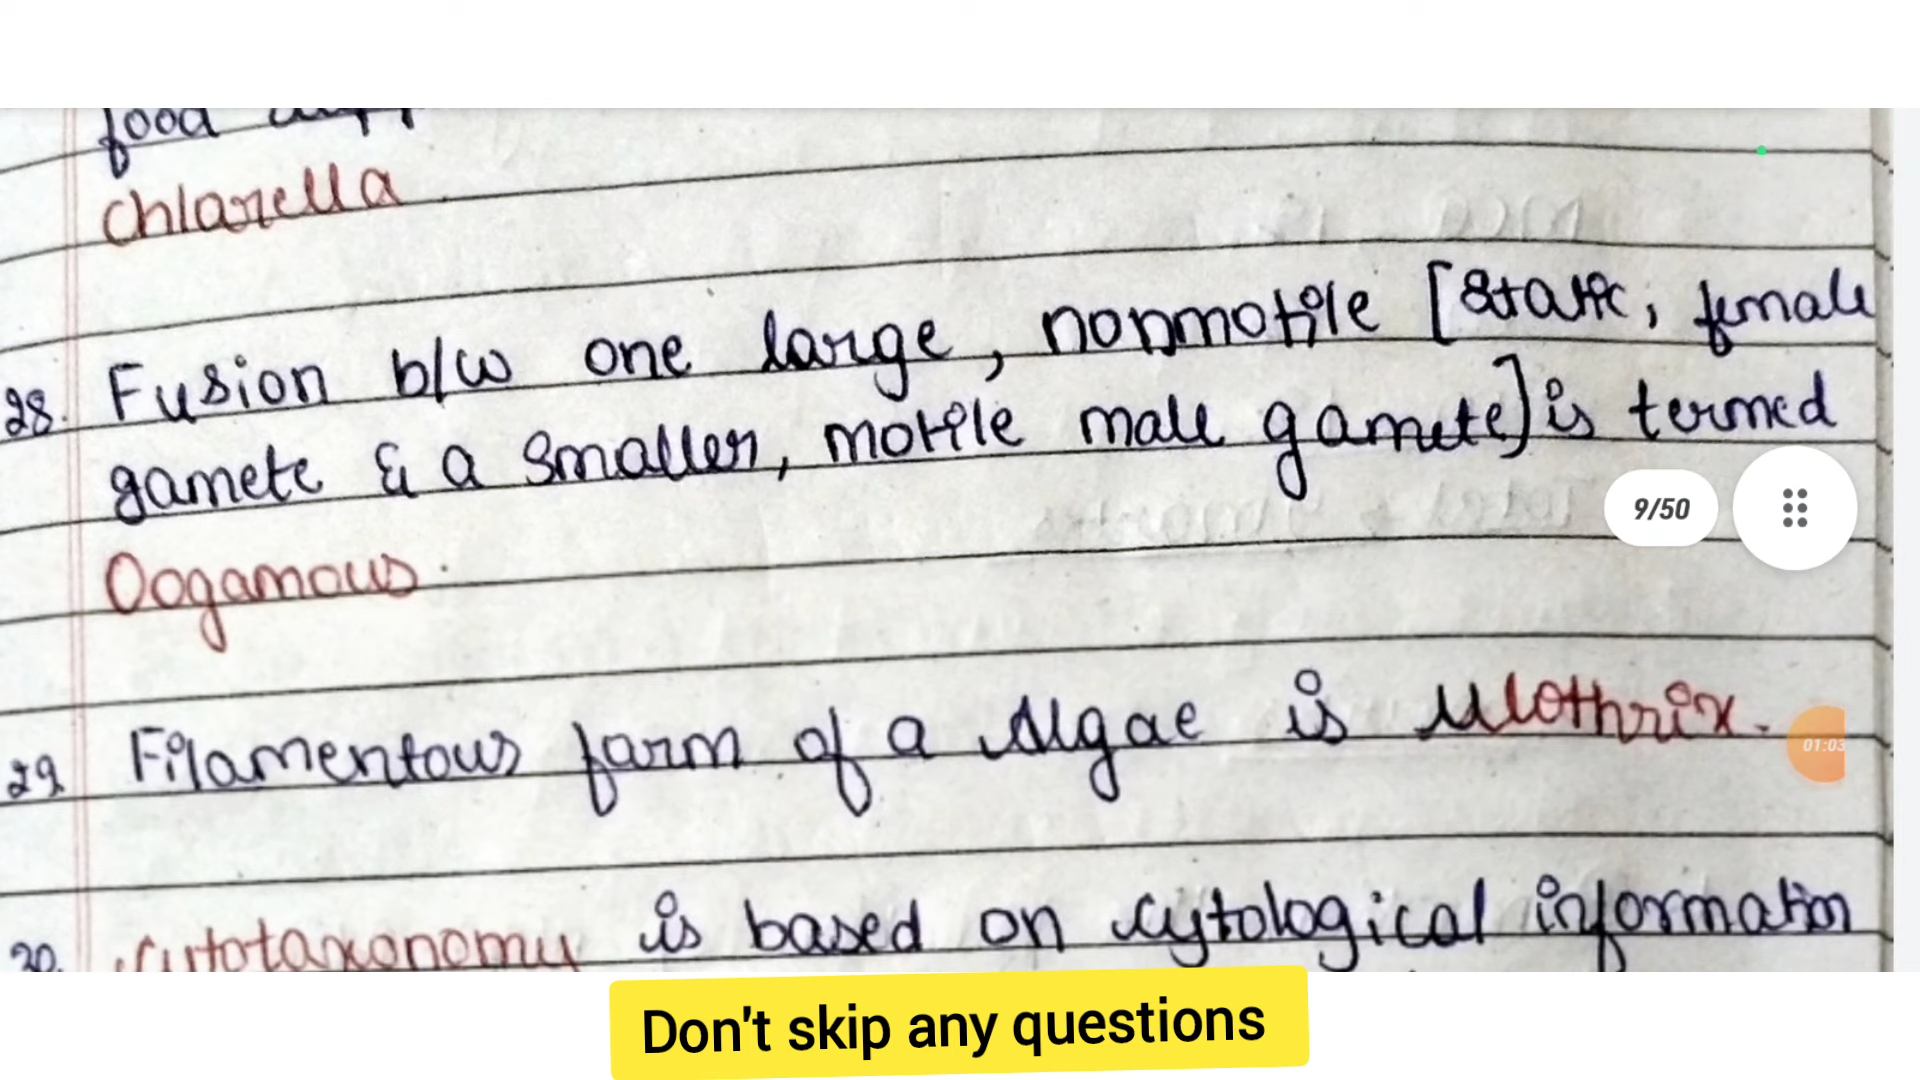 food
Chlorella
28. Fusion b/w one large, nonmotile [static, female
gamete & a smaller, motile male gamete] is termed
9/50
Oogamous.
29 Filamentous form of a Algae is Ulothrix.
01:03
30. cytotaxonomy is based on cytological information
Don't skip any questions